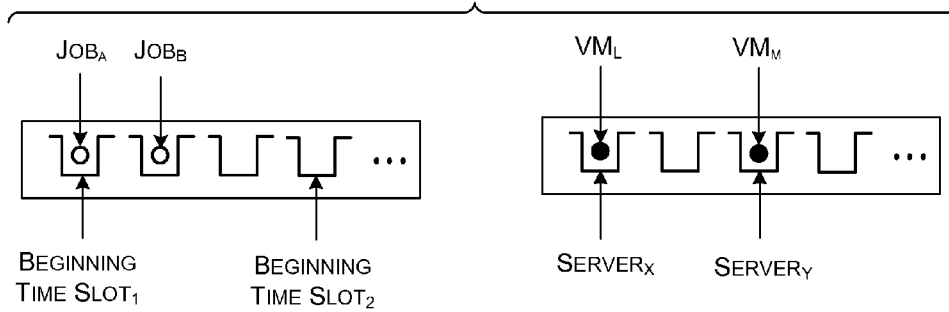 JOBA JOBB VML VMM
BEGINNING BEGINNING SERVERX SERVERY
TIME SLOT1 TIME SLOT2